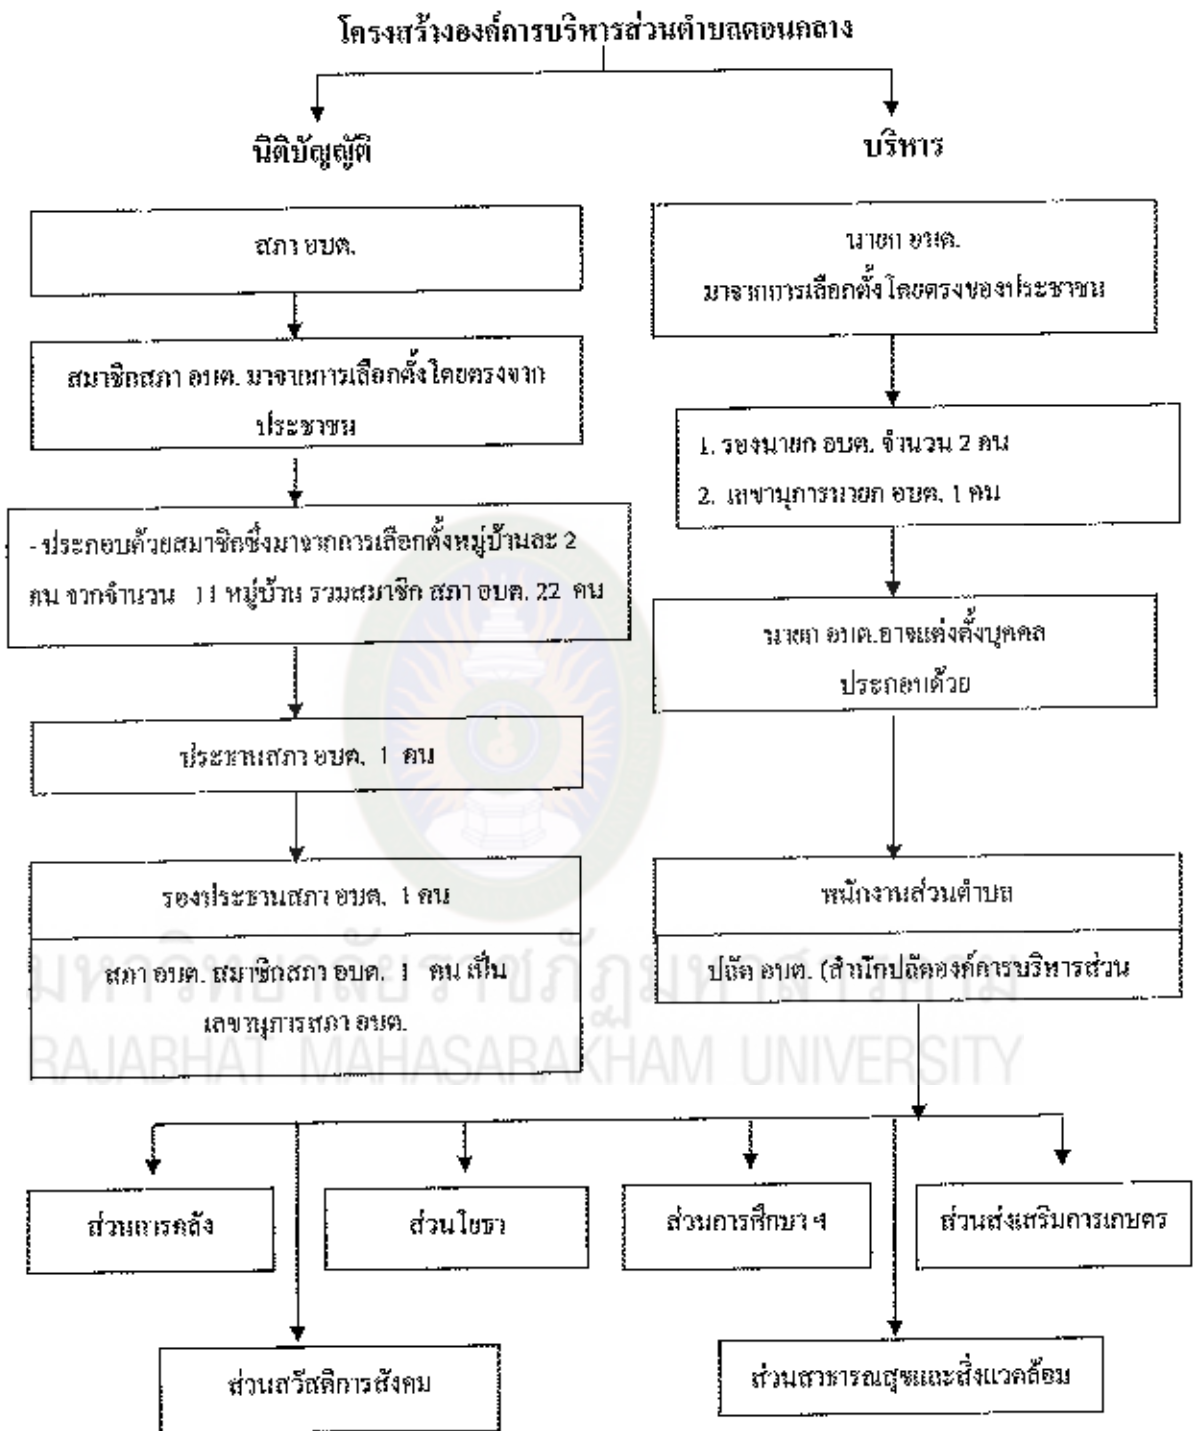 โครงสร้างองค์การบริหารส่วนตำบลดอนกลาง
นิติบัญญัติ
สภา อบต.
สมาชิกสภา อบต. มาจากการเลือกตั้งโดยตรงจาก
ประชาชน
- ประกอบด้วยสมาชิกซึ่งมาจากการเลือกตั้งหมู่บ้านละ 2
คน จากจำนวน 11 หมู่บ้าน รวมสมาชิก สภา อบต. 22 คน
ประธานสภา อบต. 1 คน
รองประธานสภา อบต. 1 คน
สภา อบต. สมาชิกสภา อบต. 1 คน เป็น
เลขานุการสภา อบต.
บริหาร
นายก อบต.
มาจากการเลือกตั้งโดยตรงของประชาชน
1. รองนายก อบต. จำนวน 2 คน
2. เลขานุการนายก อบต. 1 คน
นายก อบต.อาจแต่งตั้งบุคคล
ประกอบด้วย
พนักงานส่วนตำบล
ปลัด อบต. (สำนักปลัดองค์การบริหารส่วน
มหาวิทยาลัยราชภัฏมหาสารคาม
RAJABHAT MAHASARAKHAM UNIVERSITY
ส่วนการคลัง
ส่วนโยธา
ส่วนการศึกษา ฯ
ส่วนส่งเสริมการเกษตร
ส่วนสวัสดิการสังคม
ส่วนสาธารณสุขและสิ่งแวดล้อม